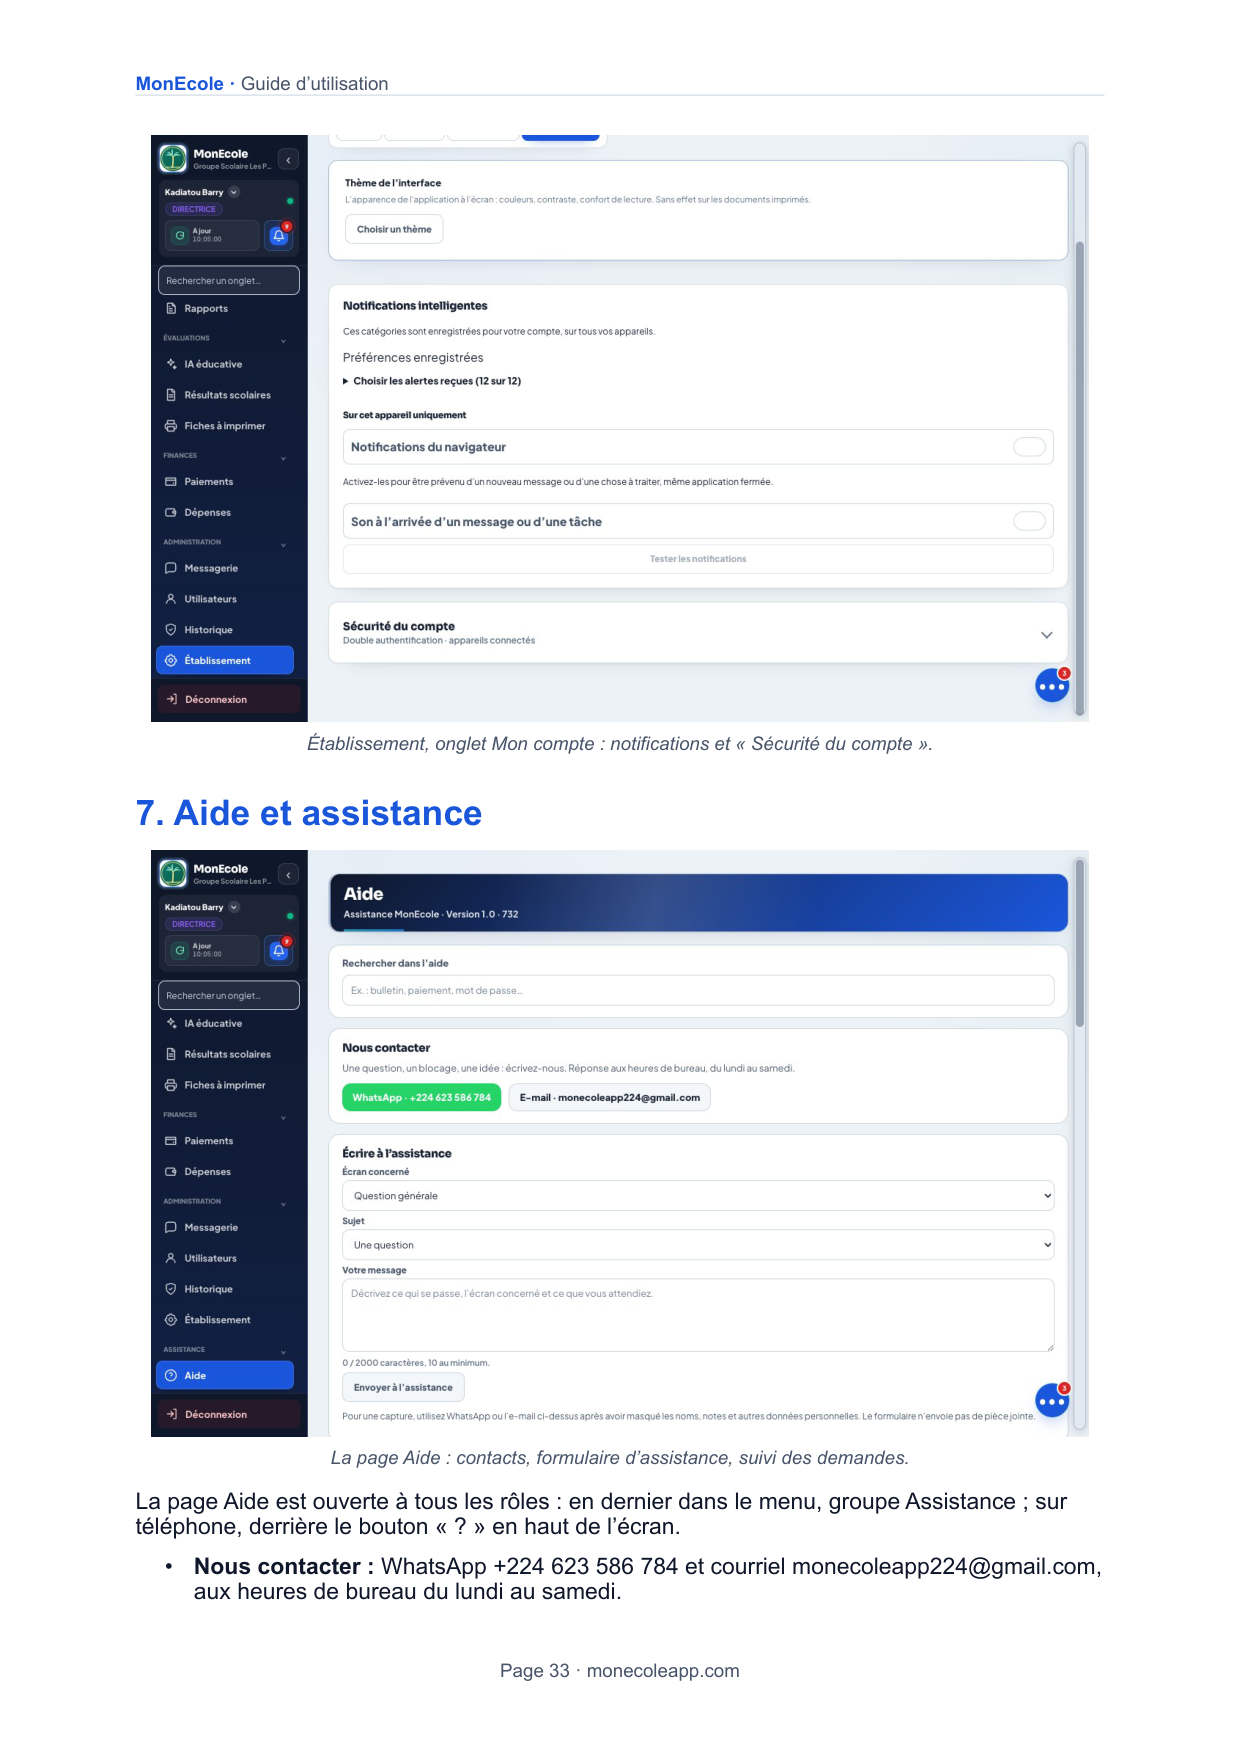 MonEcole · Guide d’utilisation
MonEcole
Groupe Scolaire Les P...
Kadiatou Barry
DIRECTRICE
À jour
10:05:00
9
Rechercher un onglet...
Rapports
ÉVALUATIONS
IA éducative
Résultats scolaires
Fiches à imprimer
FINANCES
Paiements
Dépenses
ADMINISTRATION
Messagerie
Utilisateurs
Historique
Établissement
Déconnexion
Thème de l’interface
L’apparence de l’application à l’écran : couleurs, contraste, confort de lecture. Sans effet sur les documents imprimés.
Choisir un thème
Notifications intelligentes
Ces catégories sont enregistrées pour votre compte, sur tous vos appareils.
Préférences enregistrées
Choisir les alertes reçues (12 sur 12)
Sur cet appareil uniquement
Notifications du navigateur
Activez-les pour être prévenu d’un nouveau message ou d’une chose à traiter, même application fermée.
Son à l’arrivée d’un message ou d’une tâche
Tester les notifications
Sécurité du compte
Double authentification · appareils connectés
3
Établissement, onglet Mon compte : notifications et « Sécurité du compte ».
7. Aide et assistance
MonEcole
Groupe Scolaire Les P...
Kadiatou Barry
DIRECTRICE
À jour
10:05:00
9
Rechercher un onglet...
IA éducative
Résultats scolaires
Fiches à imprimer
FINANCES
Paiements
Dépenses
ADMINISTRATION
Messagerie
Utilisateurs
Historique
Établissement
ASSISTANCE
Aide
Déconnexion
Aide
Assistance MonEcole · Version 1.0 · 732
Rechercher dans l’aide
Ex. : bulletin, paiement, mot de passe...
Nous contacter
Une question, un blocage, une idée : écrivez-nous. Réponse aux heures de bureau, du lundi au samedi.
WhatsApp · +224 623 586 784
E-mail · monecoleapp224@gmail.com
Écrire à l’assistance
Écran concerné
Question générale
Sujet
Une question
Votre message
Décrivez ce qui se passe, l’écran concerné et ce que vous attendiez.
0 / 2000 caractères, 10 au minimum.
Envoyer à l’assistance
Pour une capture, utilisez WhatsApp ou l’e-mail ci-dessus après avoir masqué les noms, notes et autres données personnelles. Le formulaire n’envoie pas de pièce jointe.
3
La page Aide : contacts, formulaire d’assistance, suivi des demandes.
La page Aide est ouverte à tous les rôles : en dernier dans le menu, groupe Assistance ; sur
téléphone, derrière le bouton « ? » en haut de l’écran.
• Nous contacter : WhatsApp +224 623 586 784 et courriel monecoleapp224@gmail.com,
aux heures de bureau du lundi au samedi.
Page 33 · monecoleapp.com